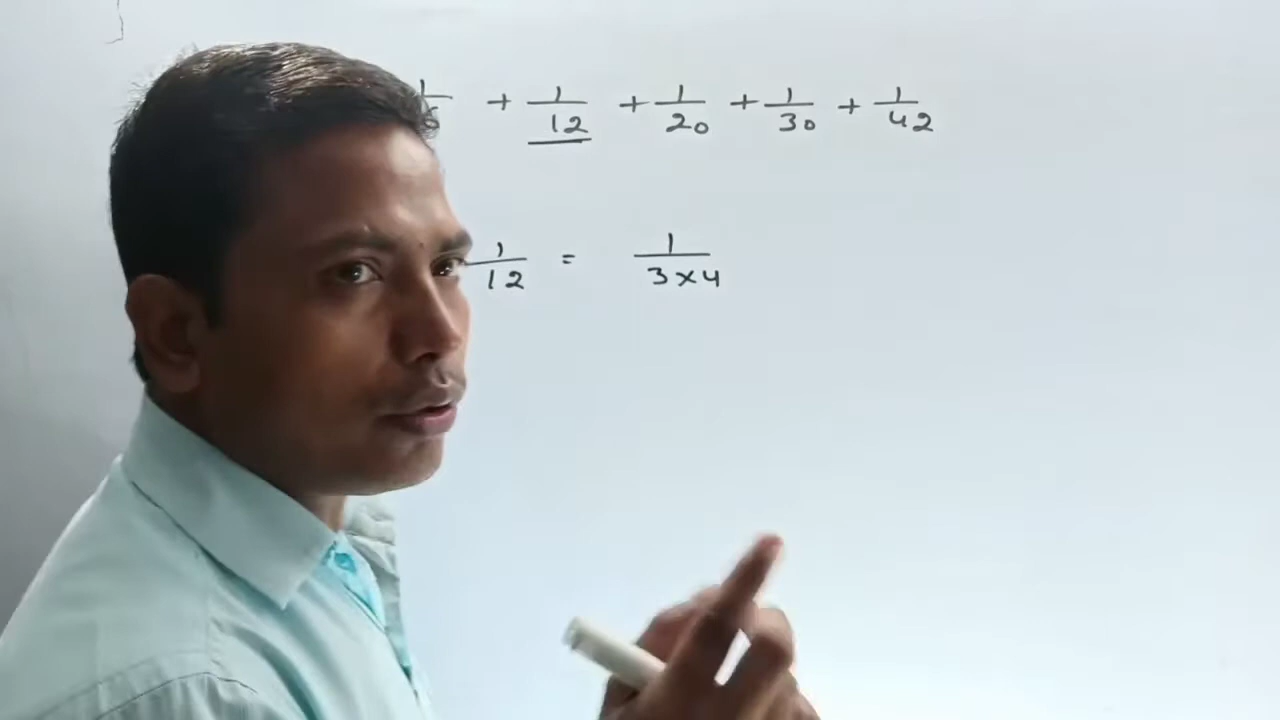 + 1/12 + 1/20 + 1/30 + 1/42
1/12 = 1/3×4